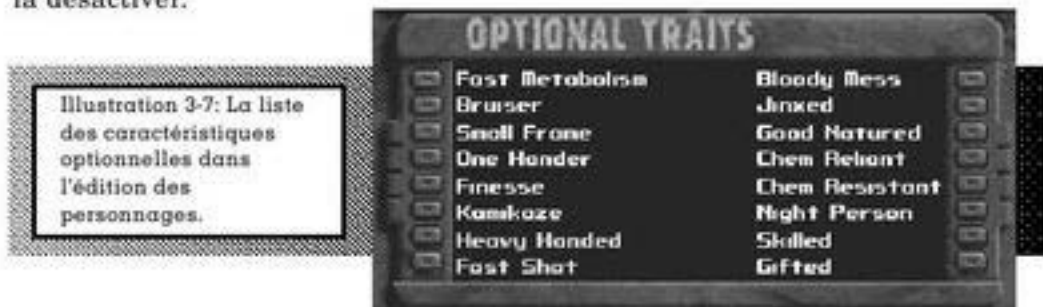 la désactiver.
Illustration 3-7: La liste
des caractéristiques
optionnelles dans
l'édition des
personnages.
OPTIONAL TRAITS
Fast Metabolism
Bruiser
Small Frame
One Hander
Finesse
Kamikaze
Heavy Handed
Fast Shot
Bloody Mess
Jinxed
Good Natured
Chem Reliant
Chem Resistant
Night Person
Skilled
Gifted